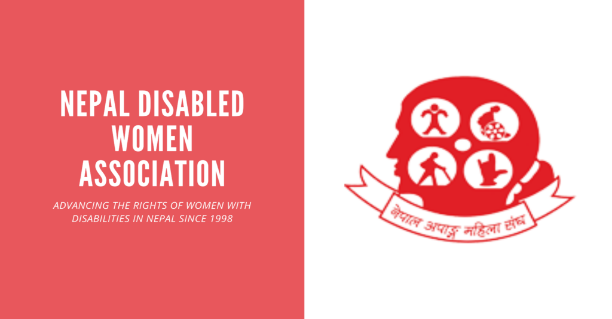 NEPAL DISABLED
WOMEN
ASSOCIATION
ADVANCING THE RIGHTS OF WOMEN WITH
DISABILITIES IN NEPAL SINCE 1998
नेपाल अपाङ्ग महिला संघ